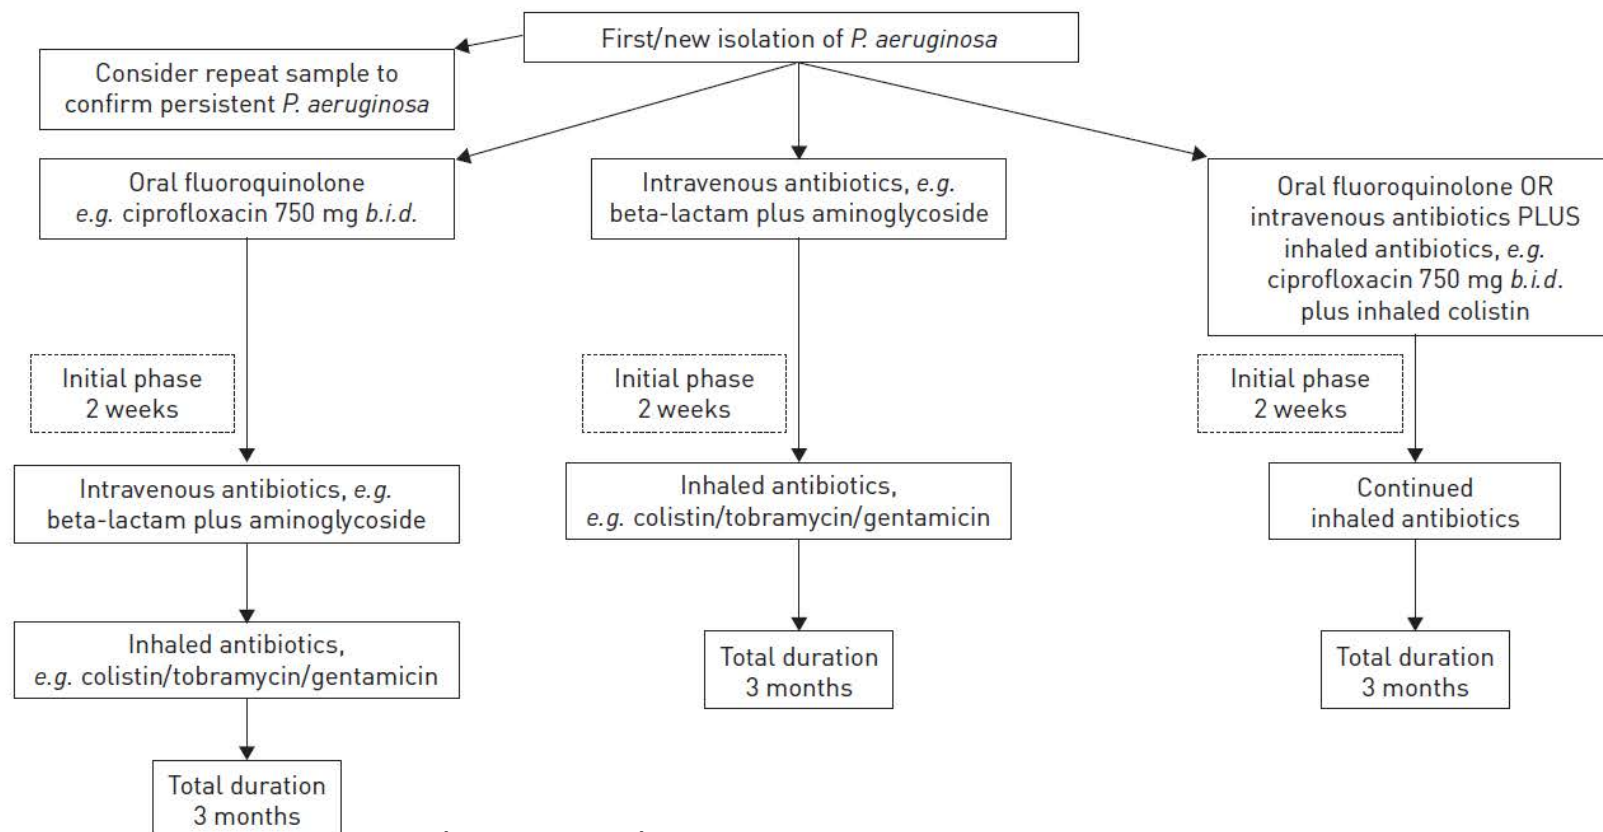 First/new isolation of P. aeruginosa
Consider repeat sample to
confirm persistent P. aeruginosa
Oral fluoroquinolone
e.g. ciprofloxacin 750 mg b.i.d.
Intravenous antibiotics, e.g.
beta-lactam plus aminoglycoside
Oral fluoroquinolone OR
intravenous antibiotics PLUS
inhaled antibiotics, e.g.
ciprofloxacin 750 mg b.i.d.
plus inhaled colistin
Initial phase
2 weeks
Initial phase
2 weeks
Initial phase
2 weeks
Intravenous antibiotics, e.g.
beta-lactam plus aminoglycoside
Inhaled antibiotics,
e.g. colistin/tobramycin/gentamicin
Continued
inhaled antibiotics
Inhaled antibiotics,
e.g. colistin/tobramycin/gentamicin
Total duration
3 months
Total duration
3 months
Total duration
3 months